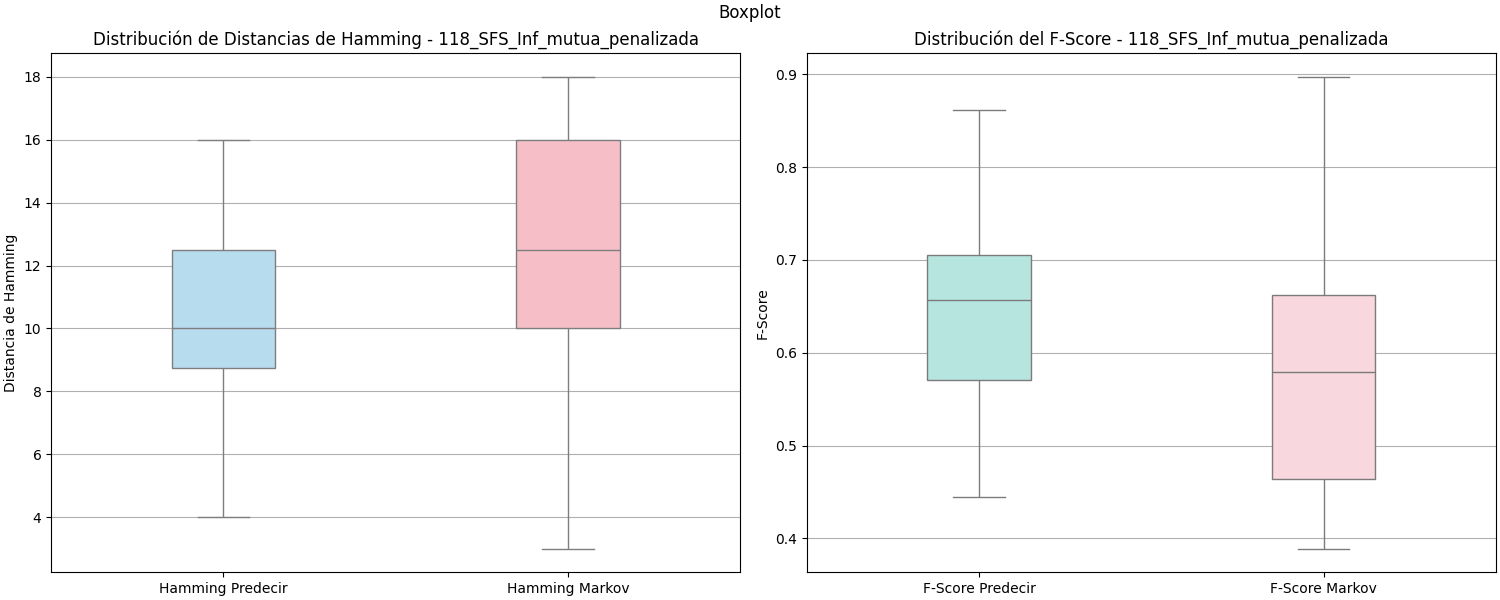 Boxplot
Distribución de Distancias de Hamming - 118_SFS_Inf_mutua_penalizada
Distancia de Hamming
18
16
14
12
10
8
6
4
Hamming Predecir
Hamming Markov
Distribución del F-Score - 118_SFS_Inf_mutua_penalizada
F-Score
0.9
0.8
0.7
0.6
0.5
0.4
F-Score Predecir
F-Score Markov